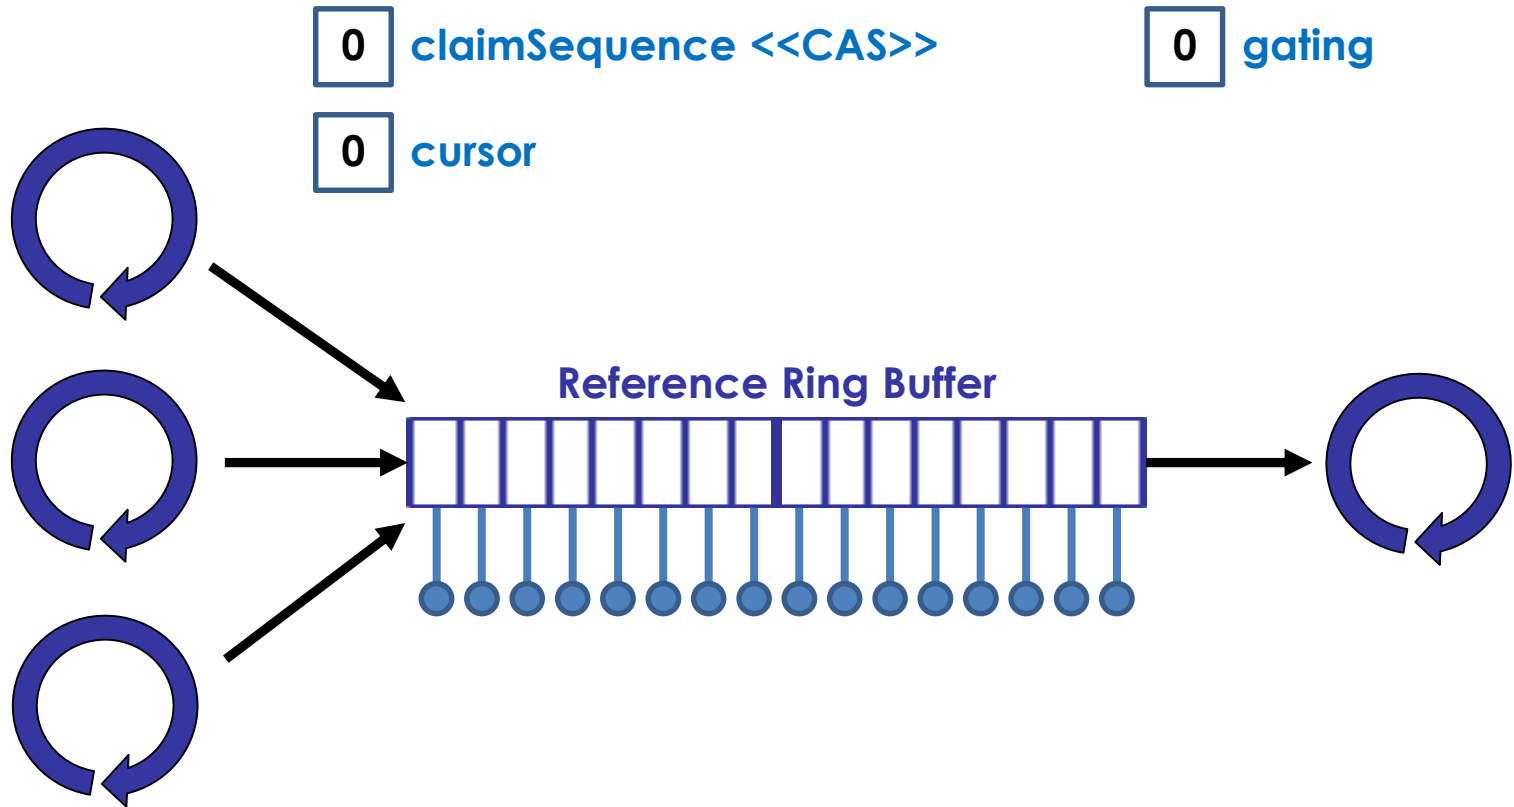 0 claimSequence <<CAS>>
0 gating
0 cursor
Reference Ring Buffer